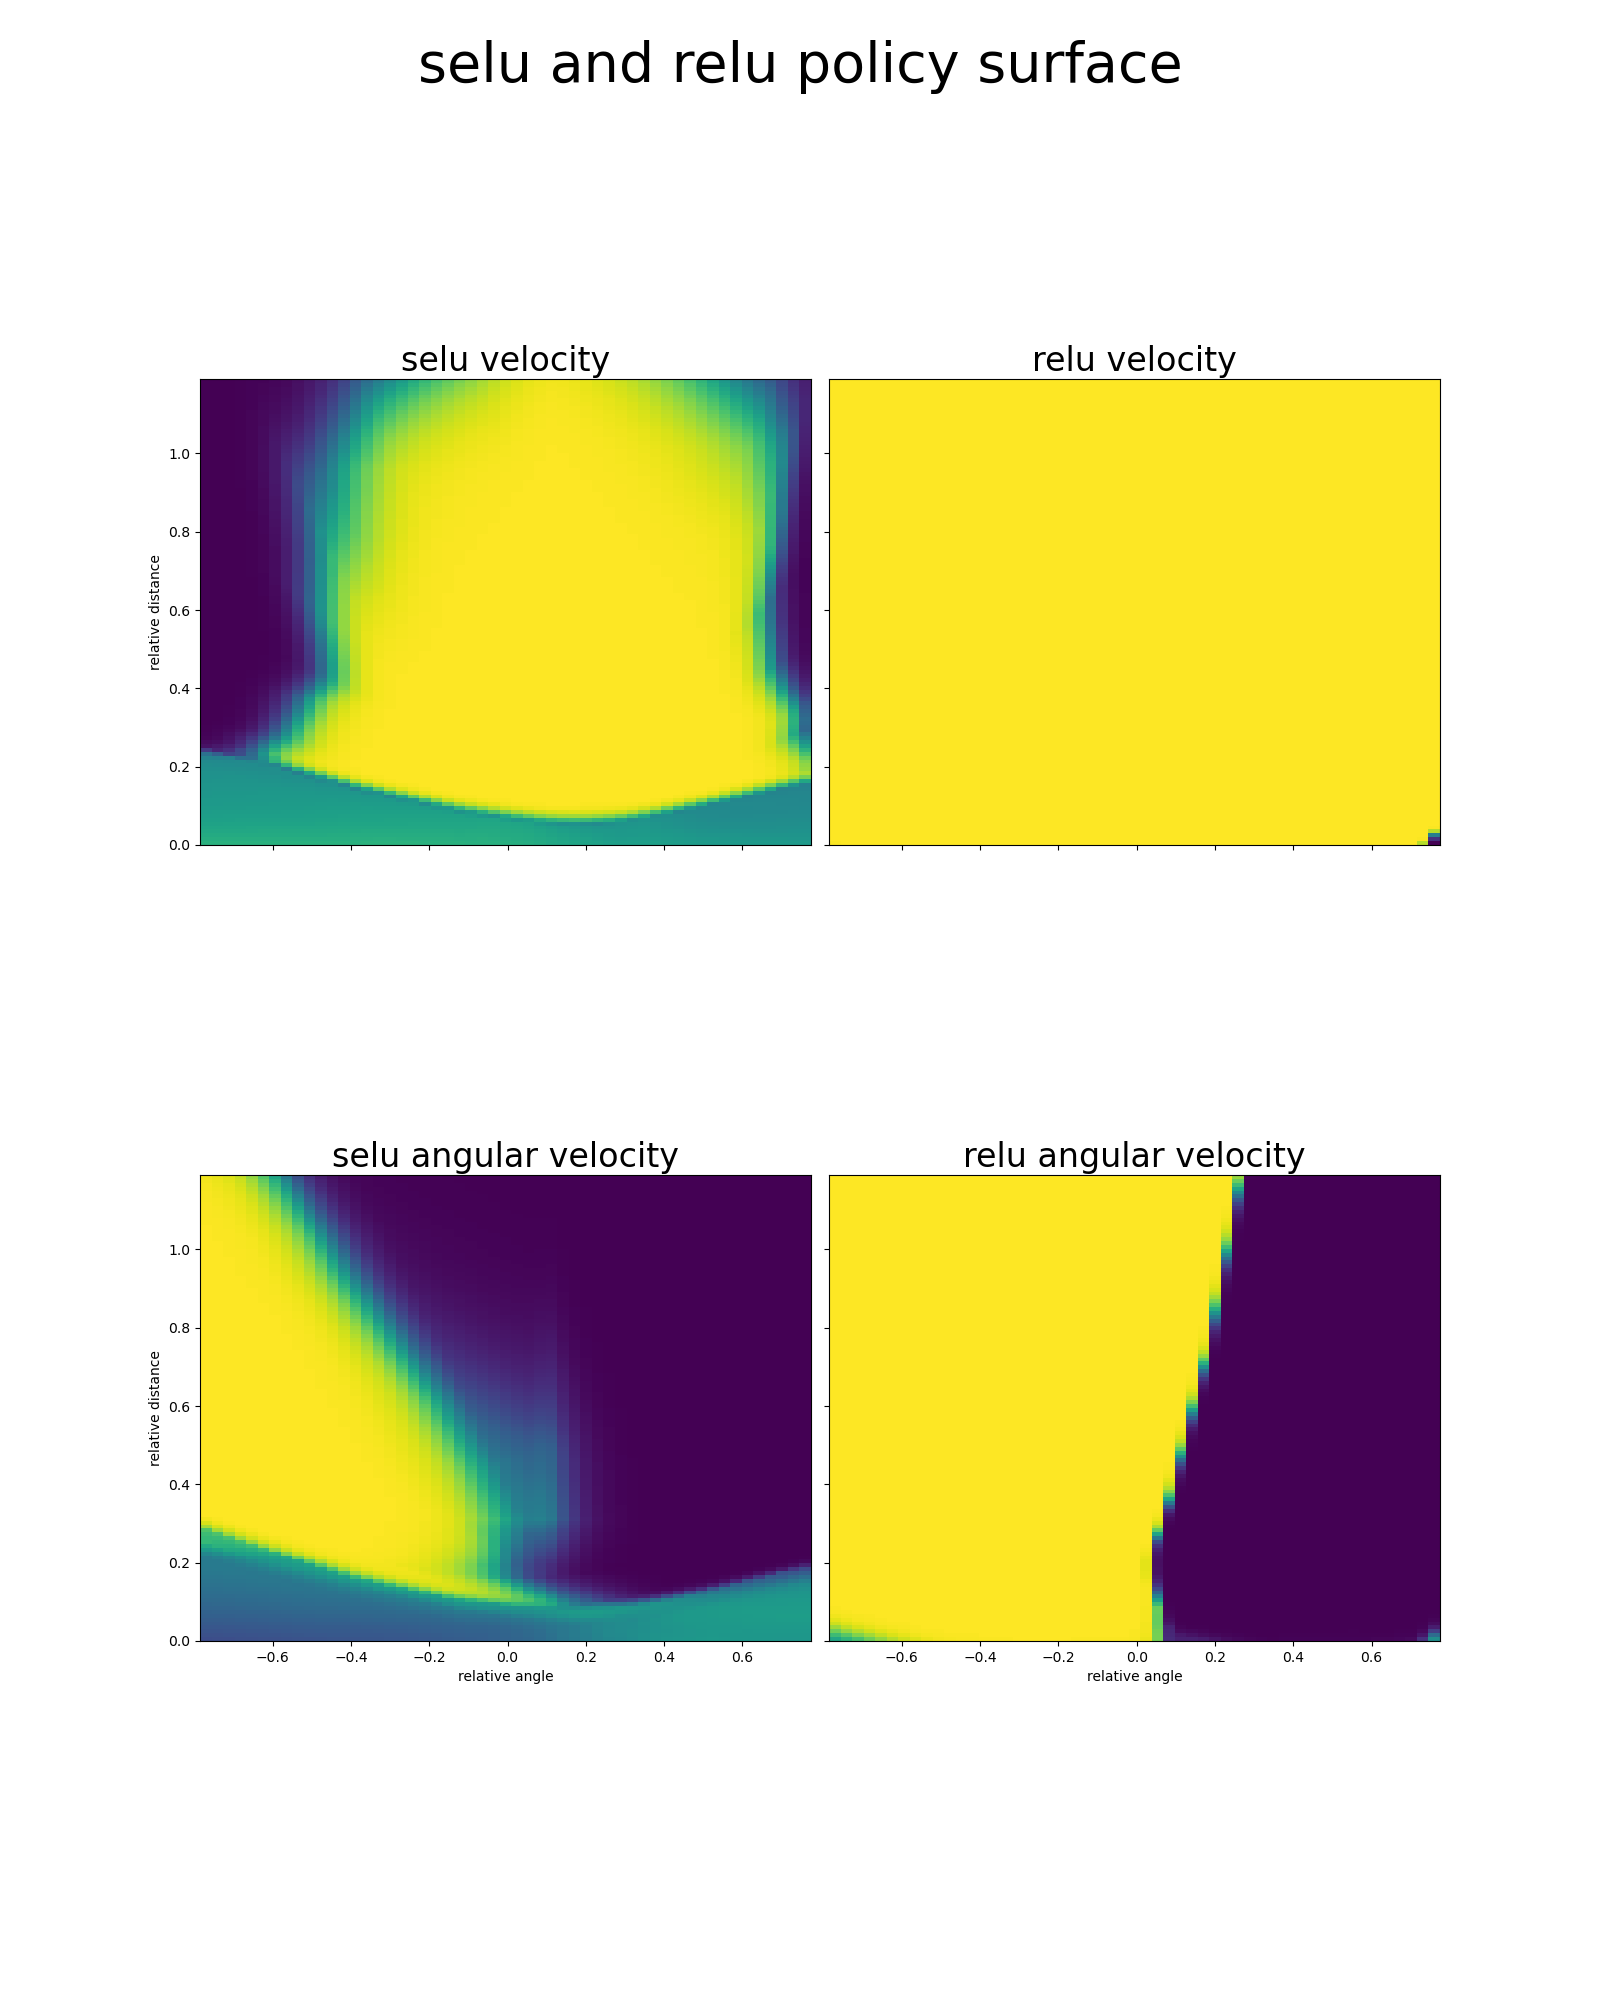 selu and relu policy surface
selu velocity
relu velocity
1.0
0.8
0.6
0.4
0.2
0.0
relative distance
selu angular velocity
relu angular velocity
1.0
0.8
0.6
0.4
0.2
0.0
relative distance
−0.6 −0.4 −0.2 0.0 0.2 0.4 0.6
relative angle
−0.6 −0.4 −0.2 0.0 0.2 0.4 0.6
relative angle